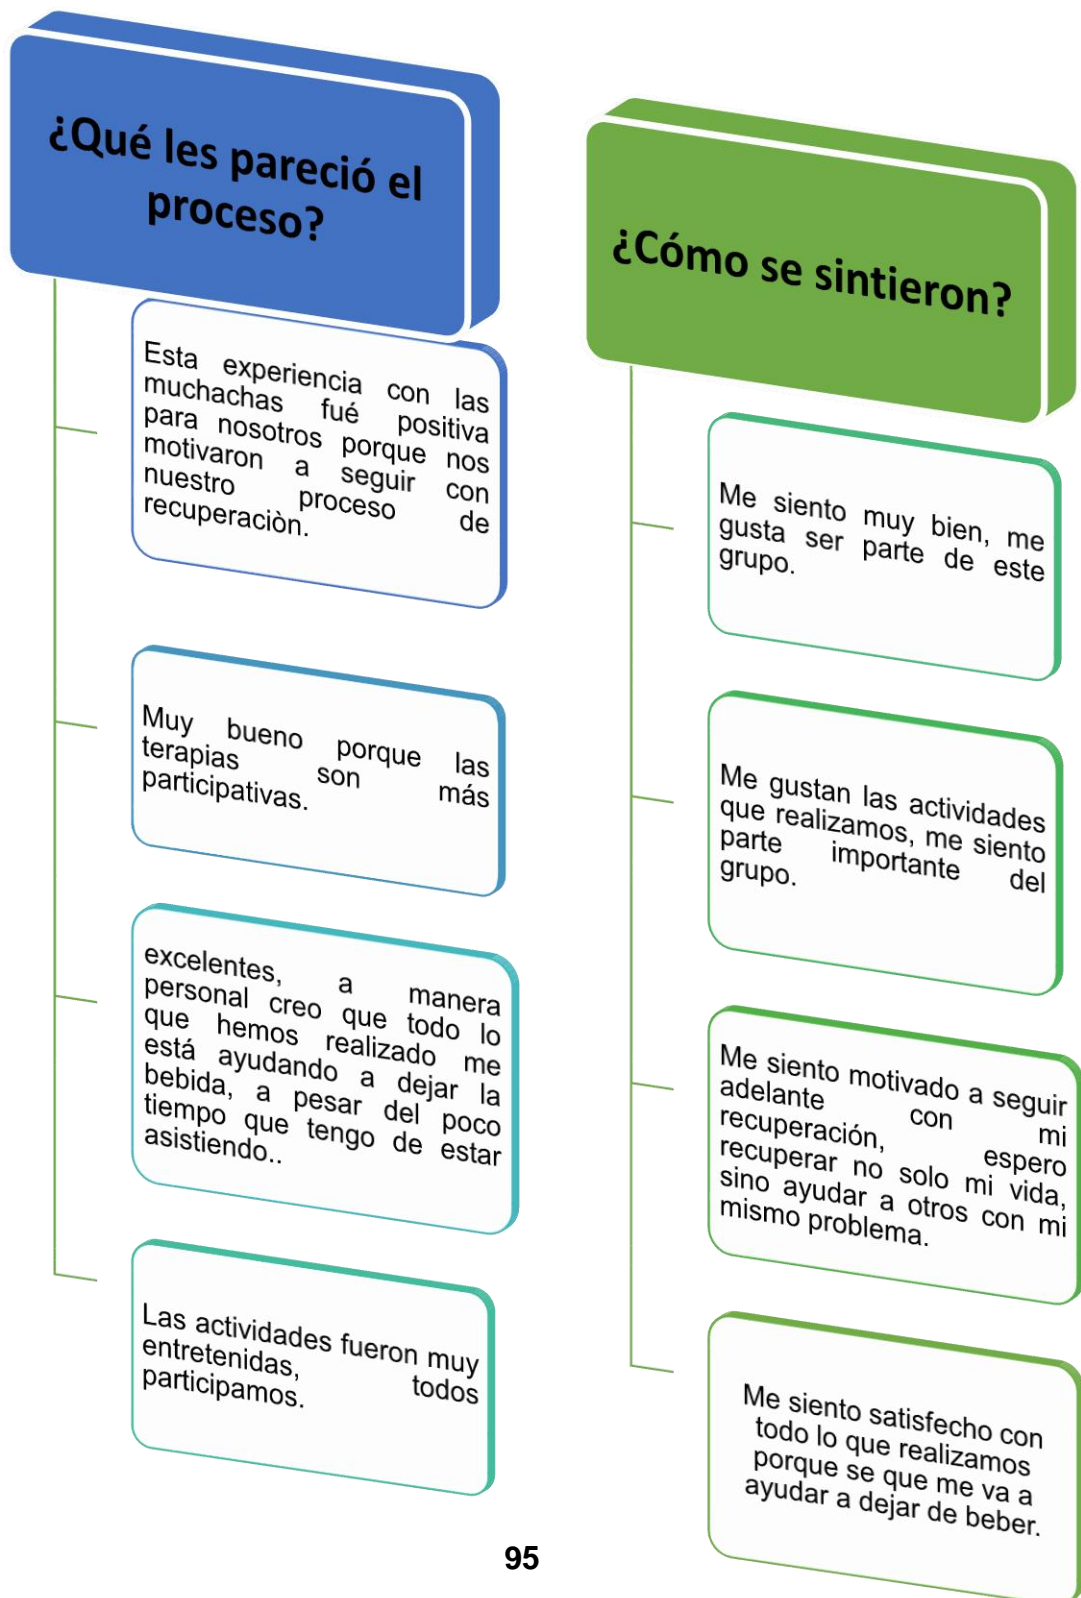 ¿Qué les pareció el
proceso?
Esta experiencia con las
muchachas fué positiva
para nosotros porque nos
motivaron a seguir con
nuestro proceso de
recuperaciòn.
Muy bueno porque las
terapias son más
participativas.
excelentes, a manera
personal creo que todo lo
que hemos realizado me
está ayudando a dejar la
bebida, a pesar del poco
tiempo que tengo de estar
asistiendo..
Las actividades fueron muy
entretenidas, todos
participamos.
¿Cómo se sintieron?
Me siento muy bien, me
gusta ser parte de este
grupo.
Me gustan las actividades
que realizamos, me siento
parte importante del
grupo.
Me siento motivado a seguir
adelante con mi
recuperación, espero
recuperar no solo mi vida,
sino ayudar a otros con mi
mismo problema.
Me siento satisfecho con
todo lo que realizamos
porque se que me va a
ayudar a dejar de beber.
95